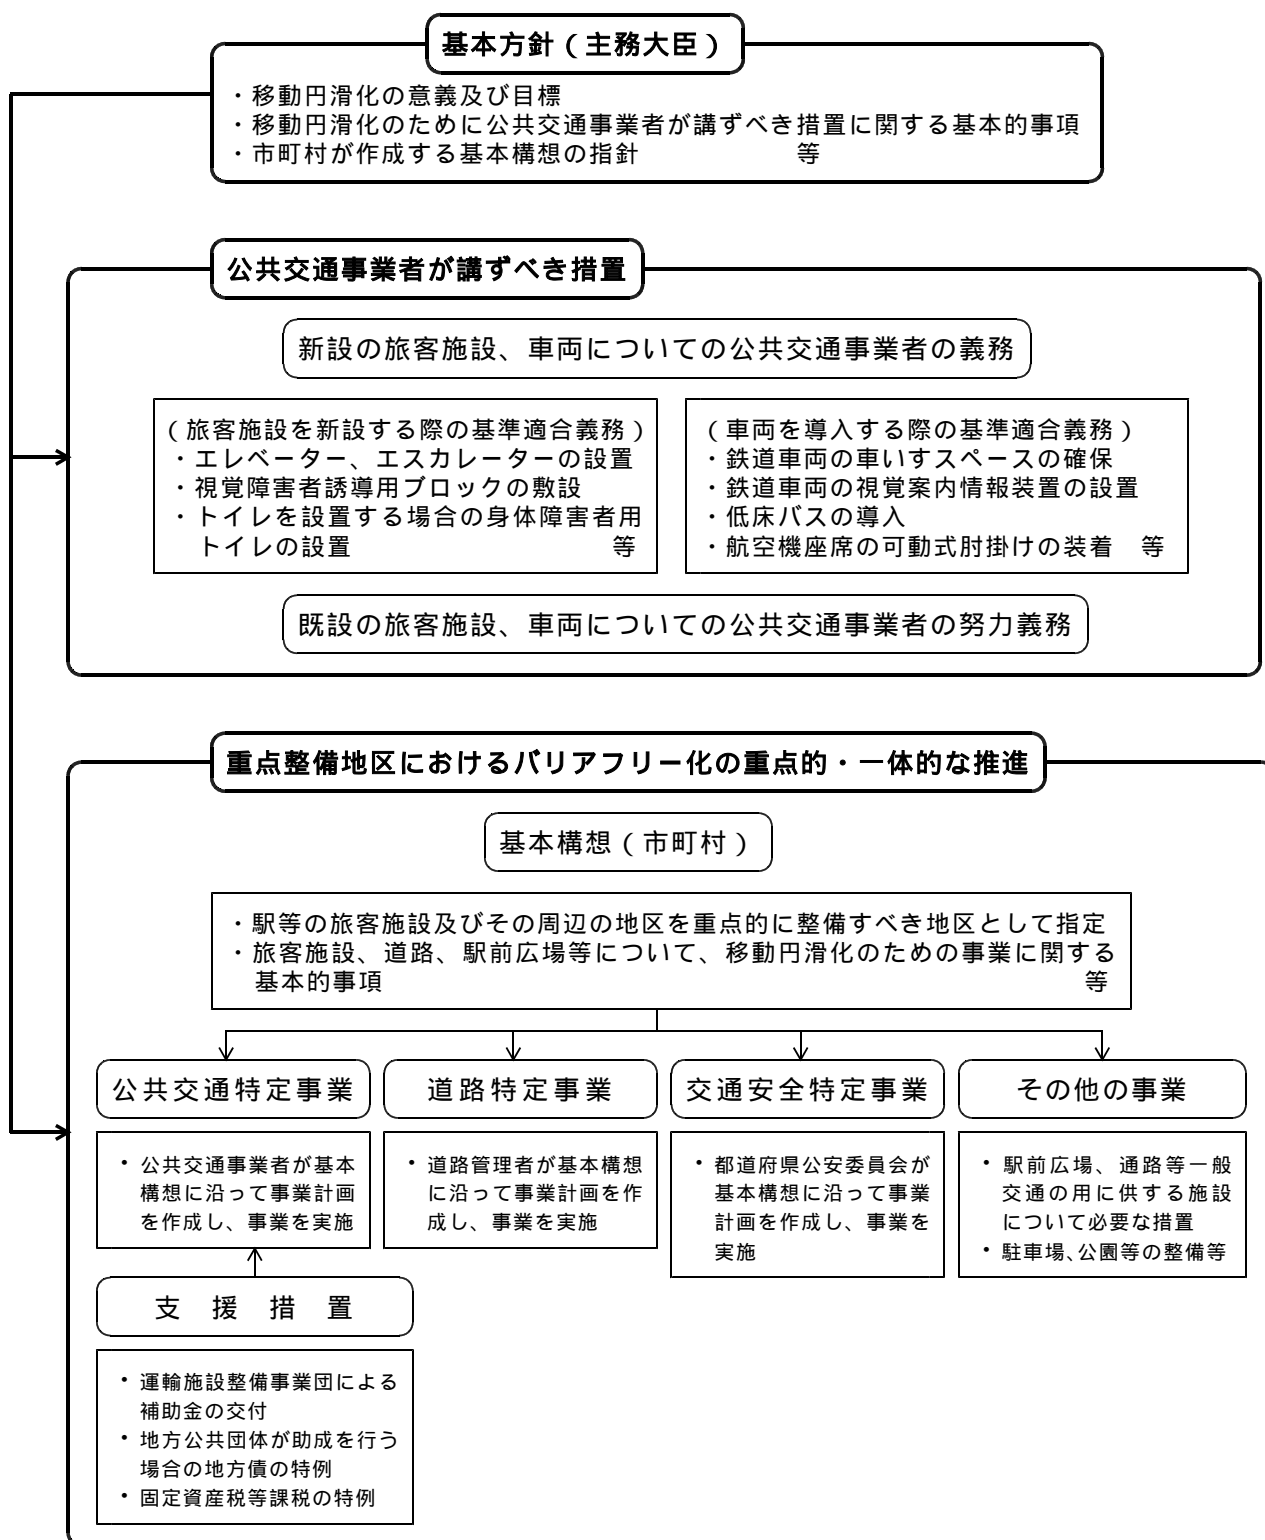 基本方針(主務大臣)
・移動円滑化の意義及び目標
・移動円滑化のために公共交通事業者が講ずべき措置に関する基本的事項
・市町村が作成する基本構想の指針 等
公共交通事業者が講ずべき措置
新設の旅客施設、車両についての公共交通事業者の義務
(旅客施設を新設する際の基準適合義務)
・エレベーター、エスカレーターの設置
・視覚障害者誘導用ブロックの敷設
・トイレを設置する場合の身体障害者用
トイレの設置 等
(車両を導入する際の基準適合義務)
・鉄道車両の車いすスペースの確保
・鉄道車両の視覚案内情報装置の設置
・低床バスの導入
・航空機座席の可動式肘掛けの装着 等
既設の旅客施設、車両についての公共交通事業者の努力義務
重点整備地区におけるバリアフリー化の重点的・一体的な推進
基本構想(市町村)
・駅等の旅客施設及びその周辺の地区を重点的に整備すべき地区として指定
・旅客施設、道路、駅前広場等について、移動円滑化のための事業に関する
基本的事項 等
公共交通特定事業
・公共交通事業者が基本
構想に沿って事業計画
を作成し、事業を実施
道路特定事業
・道路管理者が基本構想
に沿って事業計画を作
成し、事業を実施
交通安全特定事業
・都道府県公安委員会が
基本構想に沿って事業
計画を作成し、事業を
実施
その他の事業
・駅前広場、通路等一般
交通の用に供する施設
について必要な措置
・駐車場、公園等の整備等
支 援 措 置
・運輸施設整備事業団による
補助金の交付
・地方公共団体が助成を行う
場合の地方債の特例
・固定資産税等課税の特例